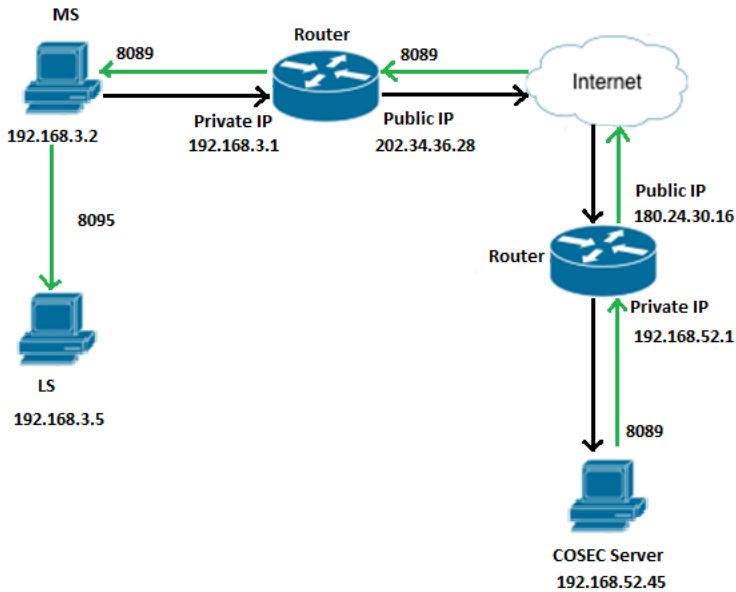 MS
8089
Router
8089
Internet
192.168.3.2
Private IP
192.168.3.1
Public IP
202.34.36.28
Public IP
180.24.30.16
8095
Router
Private IP
192.168.52.1
LS
192.168.3.5
8089
COSEC Server
192.168.52.45